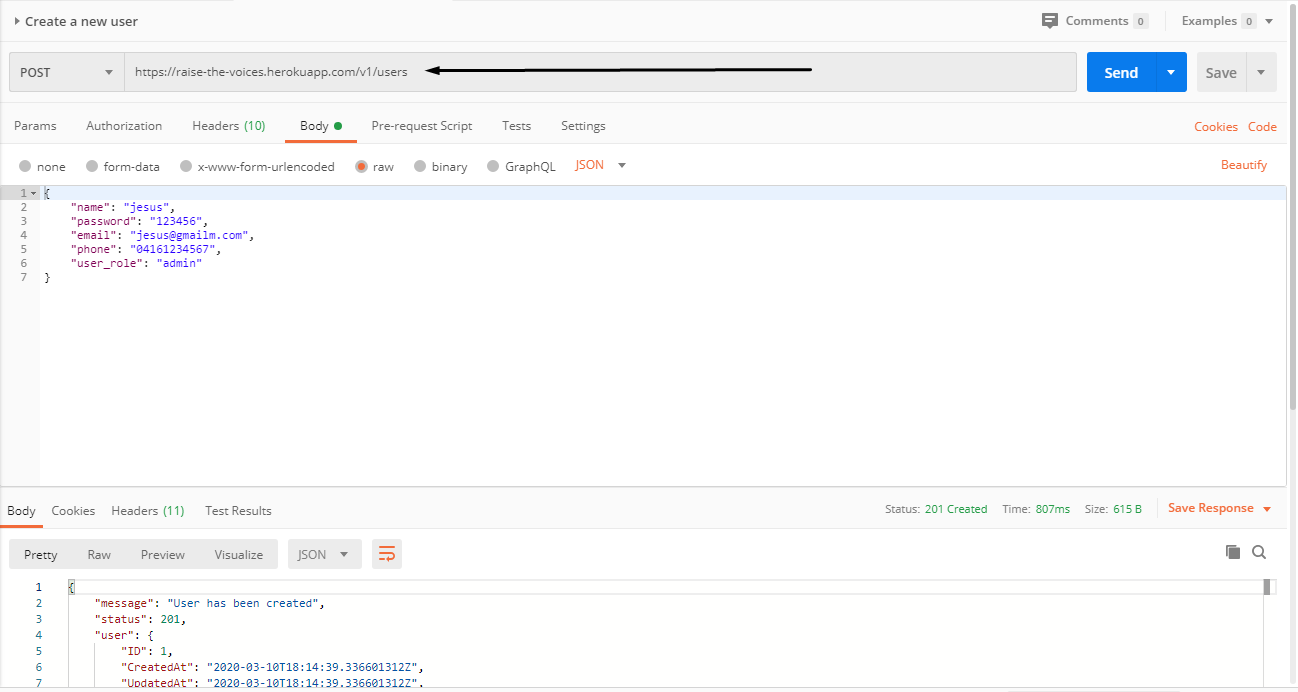 Create a new user Comments 0 Examples 0
POST https://raise-the-voices.herokuapp.com/v1/users Send Save
Params Authorization Headers (10) Body Pre-request Script Tests Settings Cookies Code
none form-data x-www-form-urlencoded raw binary GraphQL JSON Beautify
1 {
2 "name": "jesus",
3 "password": "123456",
4 "email": "jesus@gmailm.com",
5 "phone": "04161234567",
6 "user_role": "admin"
7 }
Body Cookies Headers (11) Test Results Status: 201 Created Time: 807ms Size: 615 B Save Response
Pretty Raw Preview Visualize JSON
1 {
2 "message": "User has been created",
3 "status": 201,
4 "user": {
5 "ID": 1,
6 "CreatedAt": "2020-03-10T18:14:39.336601312Z",
7 "UpdatedAt": "2020-03-10T18:14:39.336601312Z",